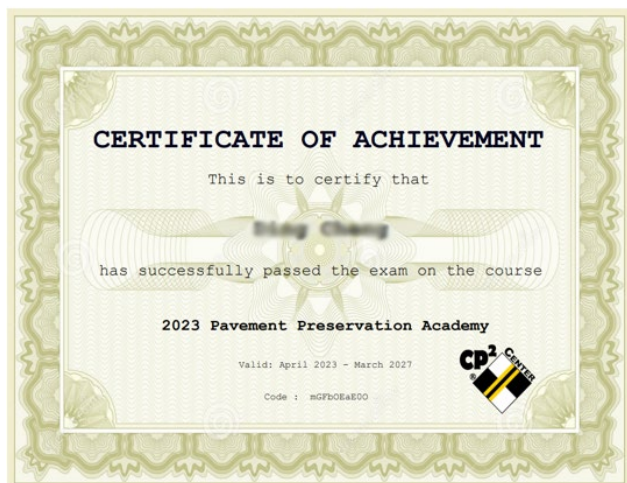 CERTIFICATE OF ACHIEVEMENT
This is to certify that
has successfully passed the exam on the course
2023 Pavement Preservation Academy
Valid: April 2023 - March 2027
Code : mGFbOEaE0O
CP2 CENTER
®